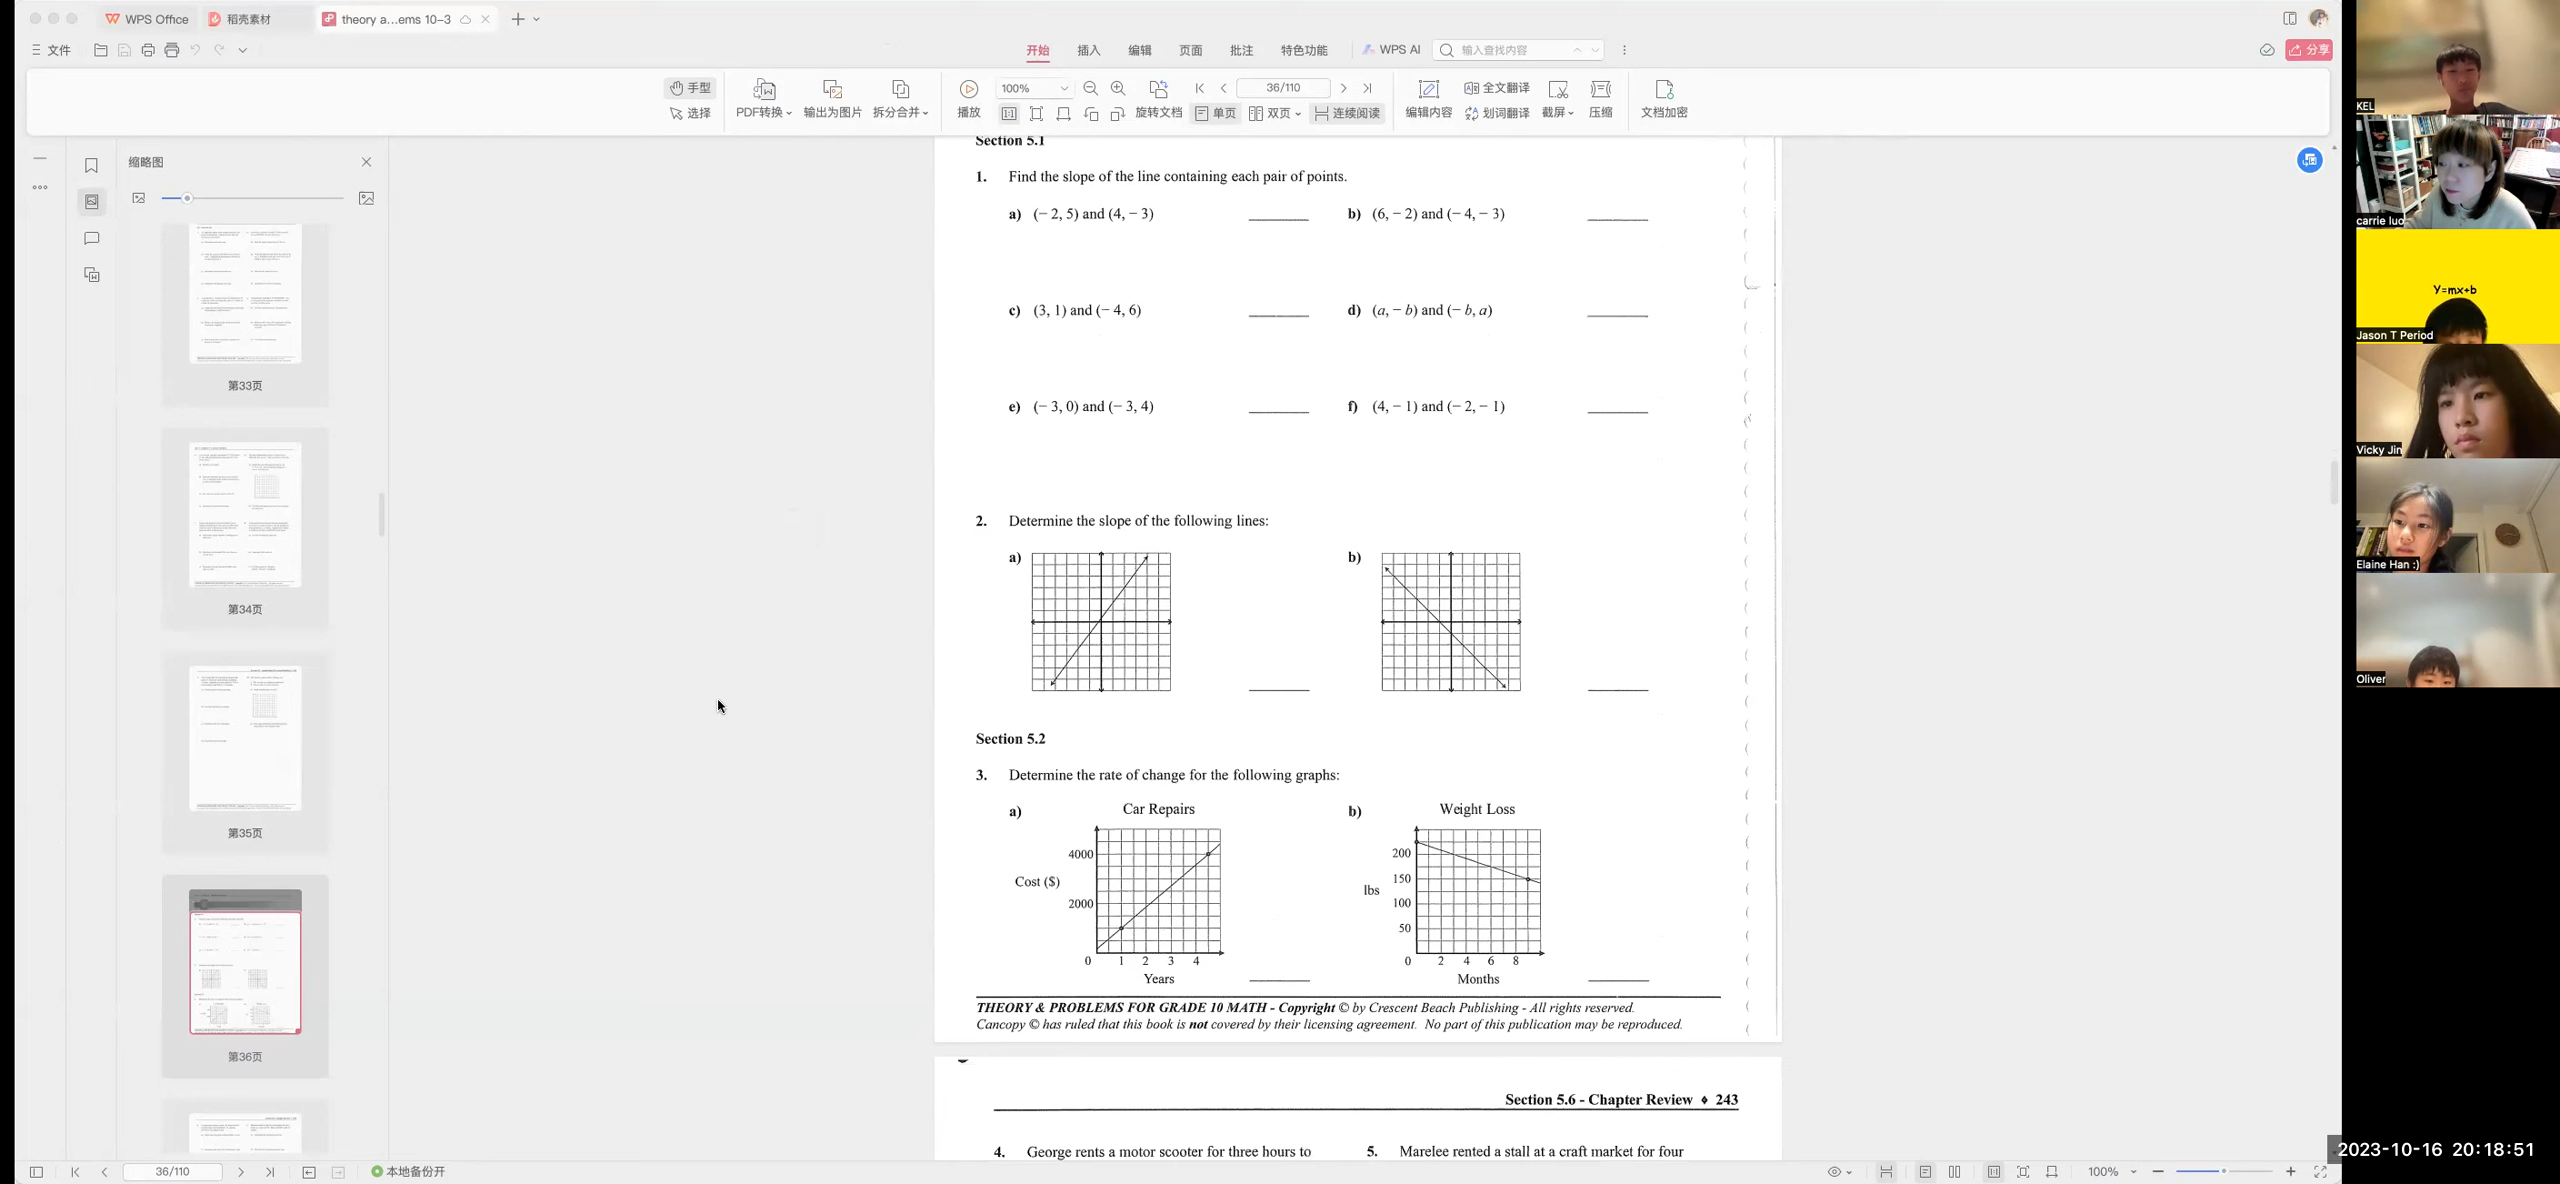 WPS Office
稻壳素材
theory a...ems 10-3
文件
开始
插入
编辑
页面
批注
特色功能
WPS AI
输入查找内容
分享
手型
选择
PDF转换
输出为图片
拆分合并
播放
100%
旋转文档
36/110
单页
双页
连续阅读
编辑内容
全文翻译
划词翻译
截屏
压缩
文档加密
缩略图
第33页
第34页
第35页
第36页
Section 5.1
1. Find the slope of the line containing each pair of points.
a) (− 2, 5) and (4, − 3)
b) (6, − 2) and (− 4, − 3)
c) (3, 1) and (− 4, 6)
d) (a, − b) and (− b, a)
e) (− 3, 0) and (− 3, 4)
f) (4, − 1) and (− 2, − 1)
2. Determine the slope of the following lines:
a)
b)
Section 5.2
3. Determine the rate of change for the following graphs:
a) Car Repairs
4000
Cost ($)
2000
0 1 2 3 4
Years
b) Weight Loss
200
150
lbs
100
50
0 2 4 6 8
Months
THEORY & PROBLEMS FOR GRADE 10 MATH - Copyright © by Crescent Beach Publishing - All rights reserved.
Cancopy © has ruled that this book is not covered by their licensing agreement. No part of this publication may be reproduced.
Section 5.6 - Chapter Review ♦ 243
4. George rents a motor scooter for three hours to
5. Marelee rented a stall at a craft market for four
36/110
本地备份开
100%
KEL
carrie luo
Y=mx+b
Jason T Period
Vicky Jin
Elaine Han :)
Oliver
2023-10-16 20:18:51